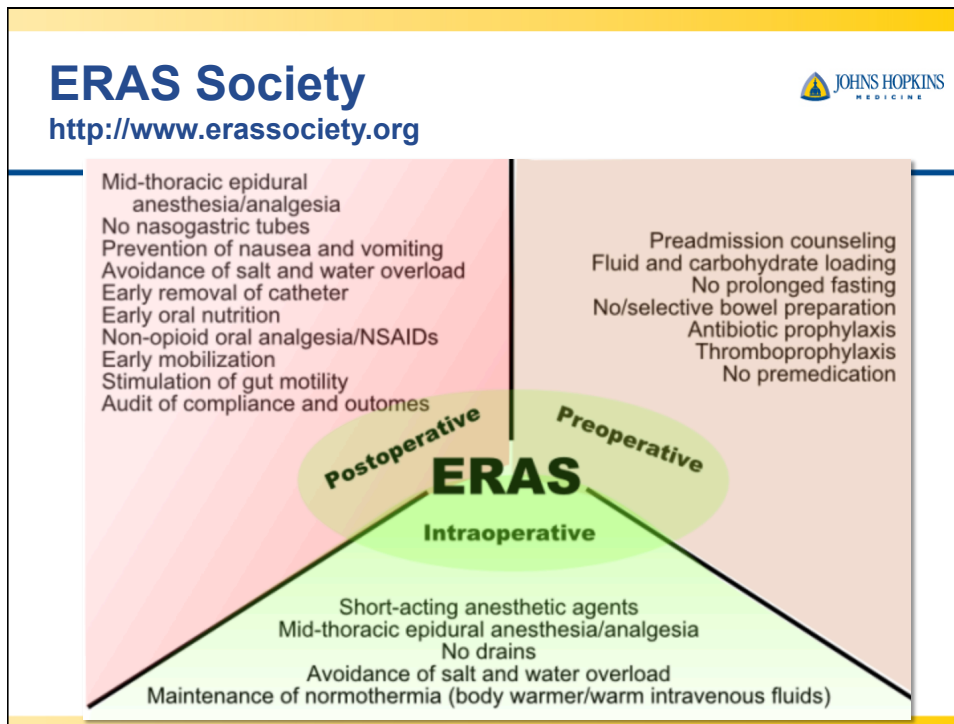 ERAS Society
http://www.erassociety.org
JOHNS HOPKINS
MEDICINE
Mid-thoracic epidural
anesthesia/analgesia
No nasogastric tubes
Prevention of nausea and vomiting
Avoidance of salt and water overload
Early removal of catheter
Early oral nutrition
Non-opioid oral analgesia/NSAIDs
Early mobilization
Stimulation of gut motility
Audit of compliance and outcomes
Preadmission counseling
Fluid and carbohydrate loading
No prolonged fasting
No/selective bowel preparation
Antibiotic prophylaxis
Thromboprophylaxis
No premedication
Postoperative
Preoperative
ERAS
Intraoperative
Short-acting anesthetic agents
Mid-thoracic epidural anesthesia/analgesia
No drains
Avoidance of salt and water overload
Maintenance of normothermia (body warmer/warm intravenous fluids)